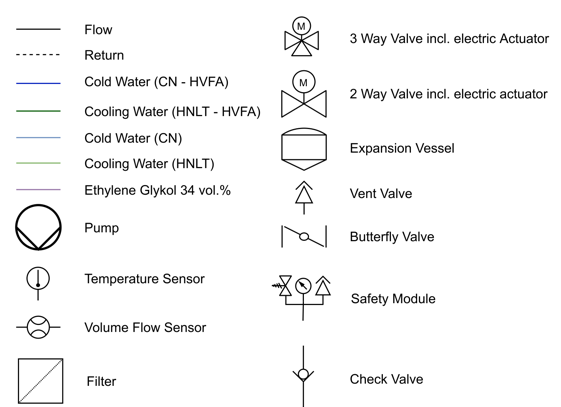 Flow
Return
Cold Water (CN - HVFA)
Cooling Water (HNLT - HVFA)
Cold Water (CN)
Cooling Water (HNLT)
Ethylene Glykol 34 vol.%
Pump
Temperature Sensor
Volume Flow Sensor
Filter
M
3 Way Valve incl. electric Actuator
M
2 Way Valve incl. electric actuator
Expansion Vessel
Vent Valve
Butterfly Valve
Safety Module
Check Valve